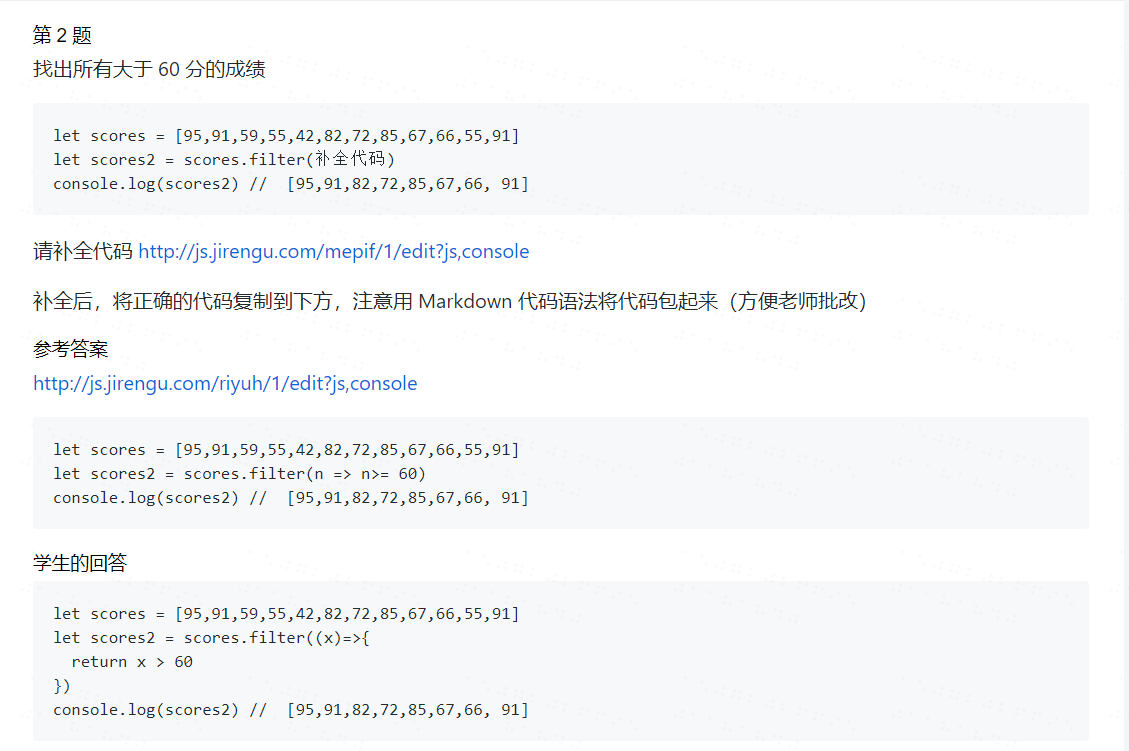 第 2 题
找出所有大于 60 分的成绩
let scores = [95,91,59,55,42,82,72,85,67,66,55,91]
let scores2 = scores.filter(补全代码)
console.log(scores2) //  [95,91,82,72,85,67,66, 91]
请补全代码 http://js.jirengu.com/mepif/1/edit?js,console
补全后，将正确的代码复制到下方，注意用 Markdown 代码语法将代码包起来（方便老师批改）
参考答案
http://js.jirengu.com/riyuh/1/edit?js,console
let scores = [95,91,59,55,42,82,72,85,67,66,55,91]
let scores2 = scores.filter(n => n>= 60)
console.log(scores2) //  [95,91,82,72,85,67,66, 91]
学生的回答
let scores = [95,91,59,55,42,82,72,85,67,66,55,91]
let scores2 = scores.filter((x)=>{
  return x > 60
})
console.log(scores2) //  [95,91,82,72,85,67,66, 91]